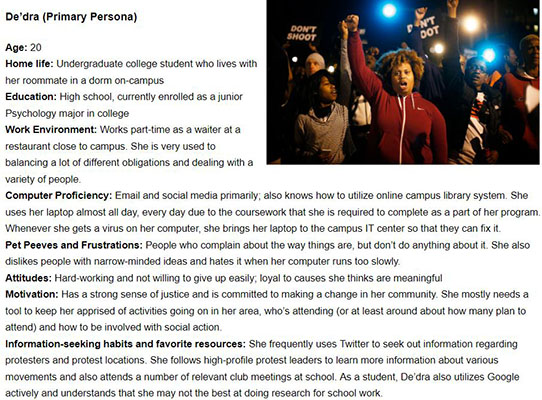 De'dra (Primary Persona)
DON'T
SHOOT
DON'T
OOT
Age: 20
Home life: Undergraduate college student who lives with
her roommate in a dorm on-campus
Education: High school, currently enrolled as a junior
Psychology major in college
Work Environment: Works part-time as a waiter at a
restaurant close to campus. She is very used to
balancing a lot of different obligations and dealing with a
variety of people.
Computer Proficiency: Email and social media primarily; also knows how to utilize online campus library system. She
uses her laptop almost all day, every day due to the coursework that she is required to complete as a part of her program.
Whenever she gets a virus on her computer, she brings her laptop to the campus IT center so that they can fix it.
Pet Peeves and Frustrations: People who complain about the way things are, but don't do anything about it. She also
dislikes people with narrow-minded ideas and hates it when her computer runs too slowly.
Attitudes: Hard-working and not willing to give up easily; loyal to causes she thinks are meaningful
Motivation: Has a strong sense of justice and is committed to making a change in her community. She mostly needs a
tool to keep her apprised of activities going on in her area, who's attending (or at least around about how many plan to
attend) and how to be involved with social action.
Information-seeking habits and favorite resources: She frequently uses Twitter to seek out information regarding
protesters and protest locations. She follows high-profile protest leaders to learn more information about various
movements and also attends a number of relevant club meetings at school. As a student, De'dra also utilizes Google
actively and understands that she may not the best at doing research for school work.